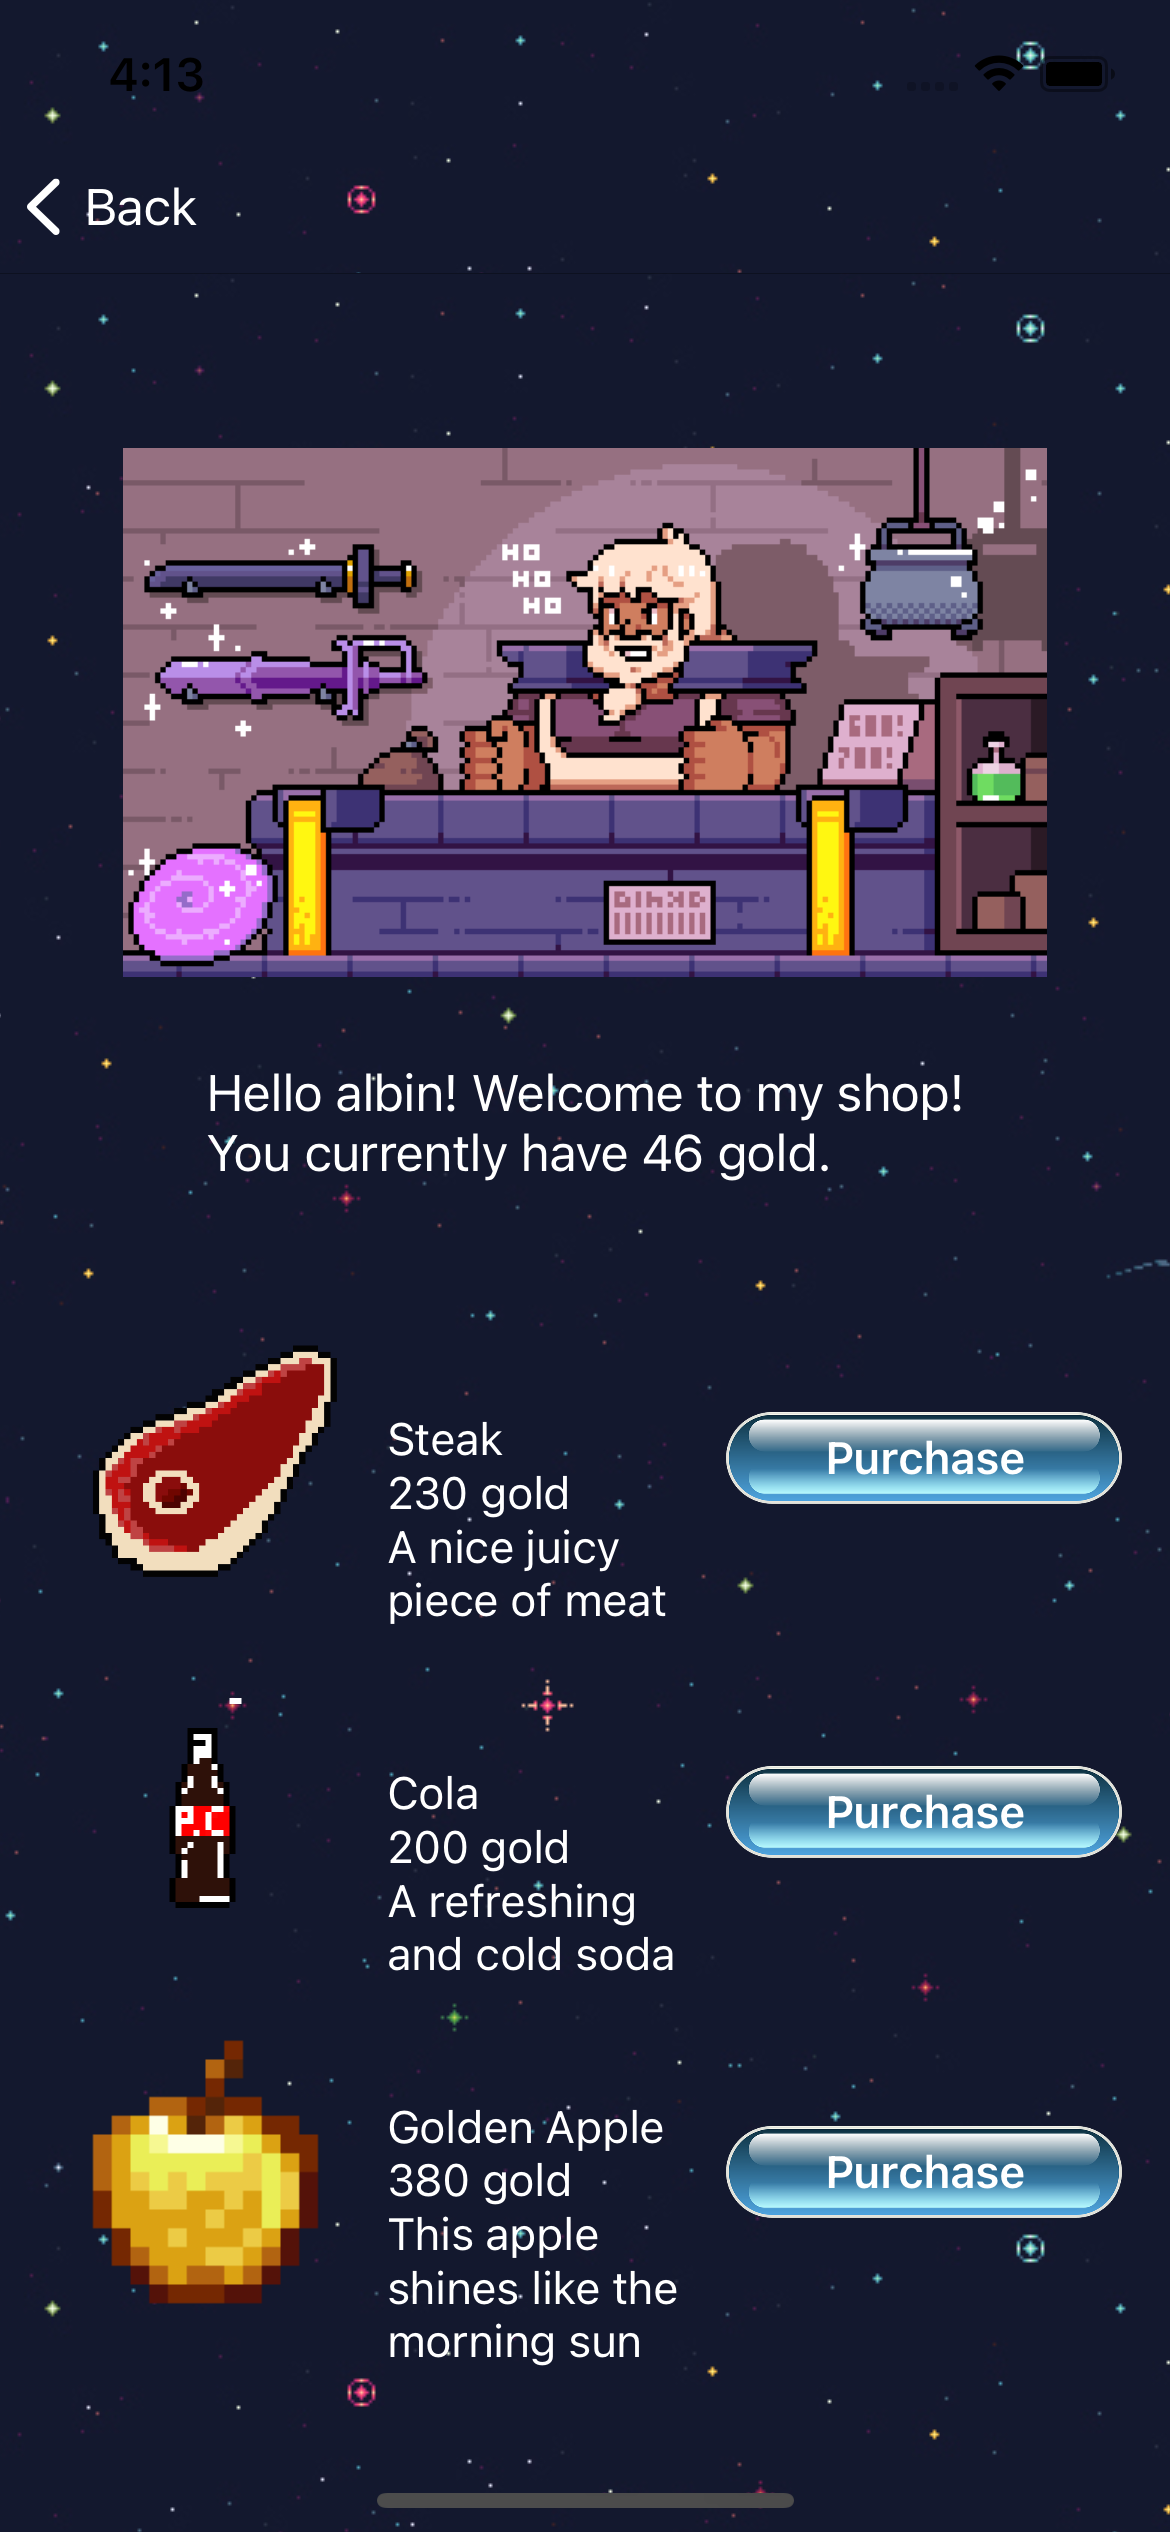 4:13
Back
HO
HO
HO
Hello albin! Welcome to my shop!
You currently have 46 gold.
Steak
230 gold
A nice juicy
piece of meat
Purchase
Cola
200 gold
A refreshing
and cold soda
Purchase
Golden Apple
380 gold
This apple
shines like the
morning sun
Purchase